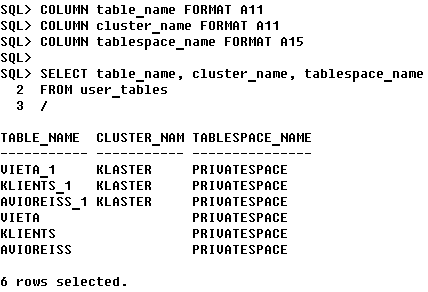 SQL> COLUMN table_name FORMAT A11
SQL> COLUMN cluster_name FORMAT A11
SQL> COLUMN tablespace_name FORMAT A15
SQL>
SQL> SELECT table_name, cluster_name, tablespace_name
  2  FROM user_tables
  3  /
TABLE_NAME  CLUSTER_NAM TABLESPACE_NAME
----------- ----------- ---------------
VIETA_1     KLASTER     PRIVATESPACE
KLIENTS_1   KLASTER     PRIVATESPACE
AVIOREISS_1 KLASTER     PRIVATESPACE
VIETA                   PRIVATESPACE
KLIENTS                 PRIVATESPACE
AVIOREISS               PRIVATESPACE
6 rows selected.